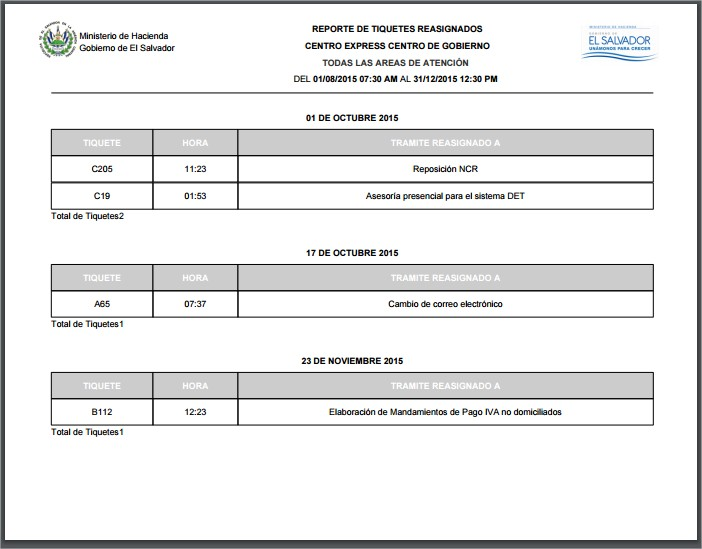 Ministerio de Hacienda
Gobierno de El Salvador
REPORTE DE TIQUETES REASIGNADOS
CENTRO EXPRESS CENTRO DE GOBIERNO
TODAS LAS AREAS DE ATENCIÓN
DEL 01/08/2015 07:30 AM AL 31/12/2015 12:30 PM
MINISTERIO DE HACIENDA
GOBIERNO DE
EL SALVADOR
UNÁMONOS PARA CRECER
01 DE OCTUBRE 2015
TIQUETE HORA TRAMITE REASIGNADO A
C205 11:23 Reposición NCR
C19 01:53 Asesoría presencial para el sistema DET
Total de Tiquetes2
17 DE OCTUBRE 2015
TIQUETE HORA TRAMITE REASIGNADO A
A65 07:37 Cambio de correo electrónico
Total de Tiquetes1
23 DE NOVIEMBRE 2015
TIQUETE HORA TRAMITE REASIGNADO A
B112 12:23 Elaboración de Mandamientos de Pago IVA no domiciliados
Total de Tiquetes1